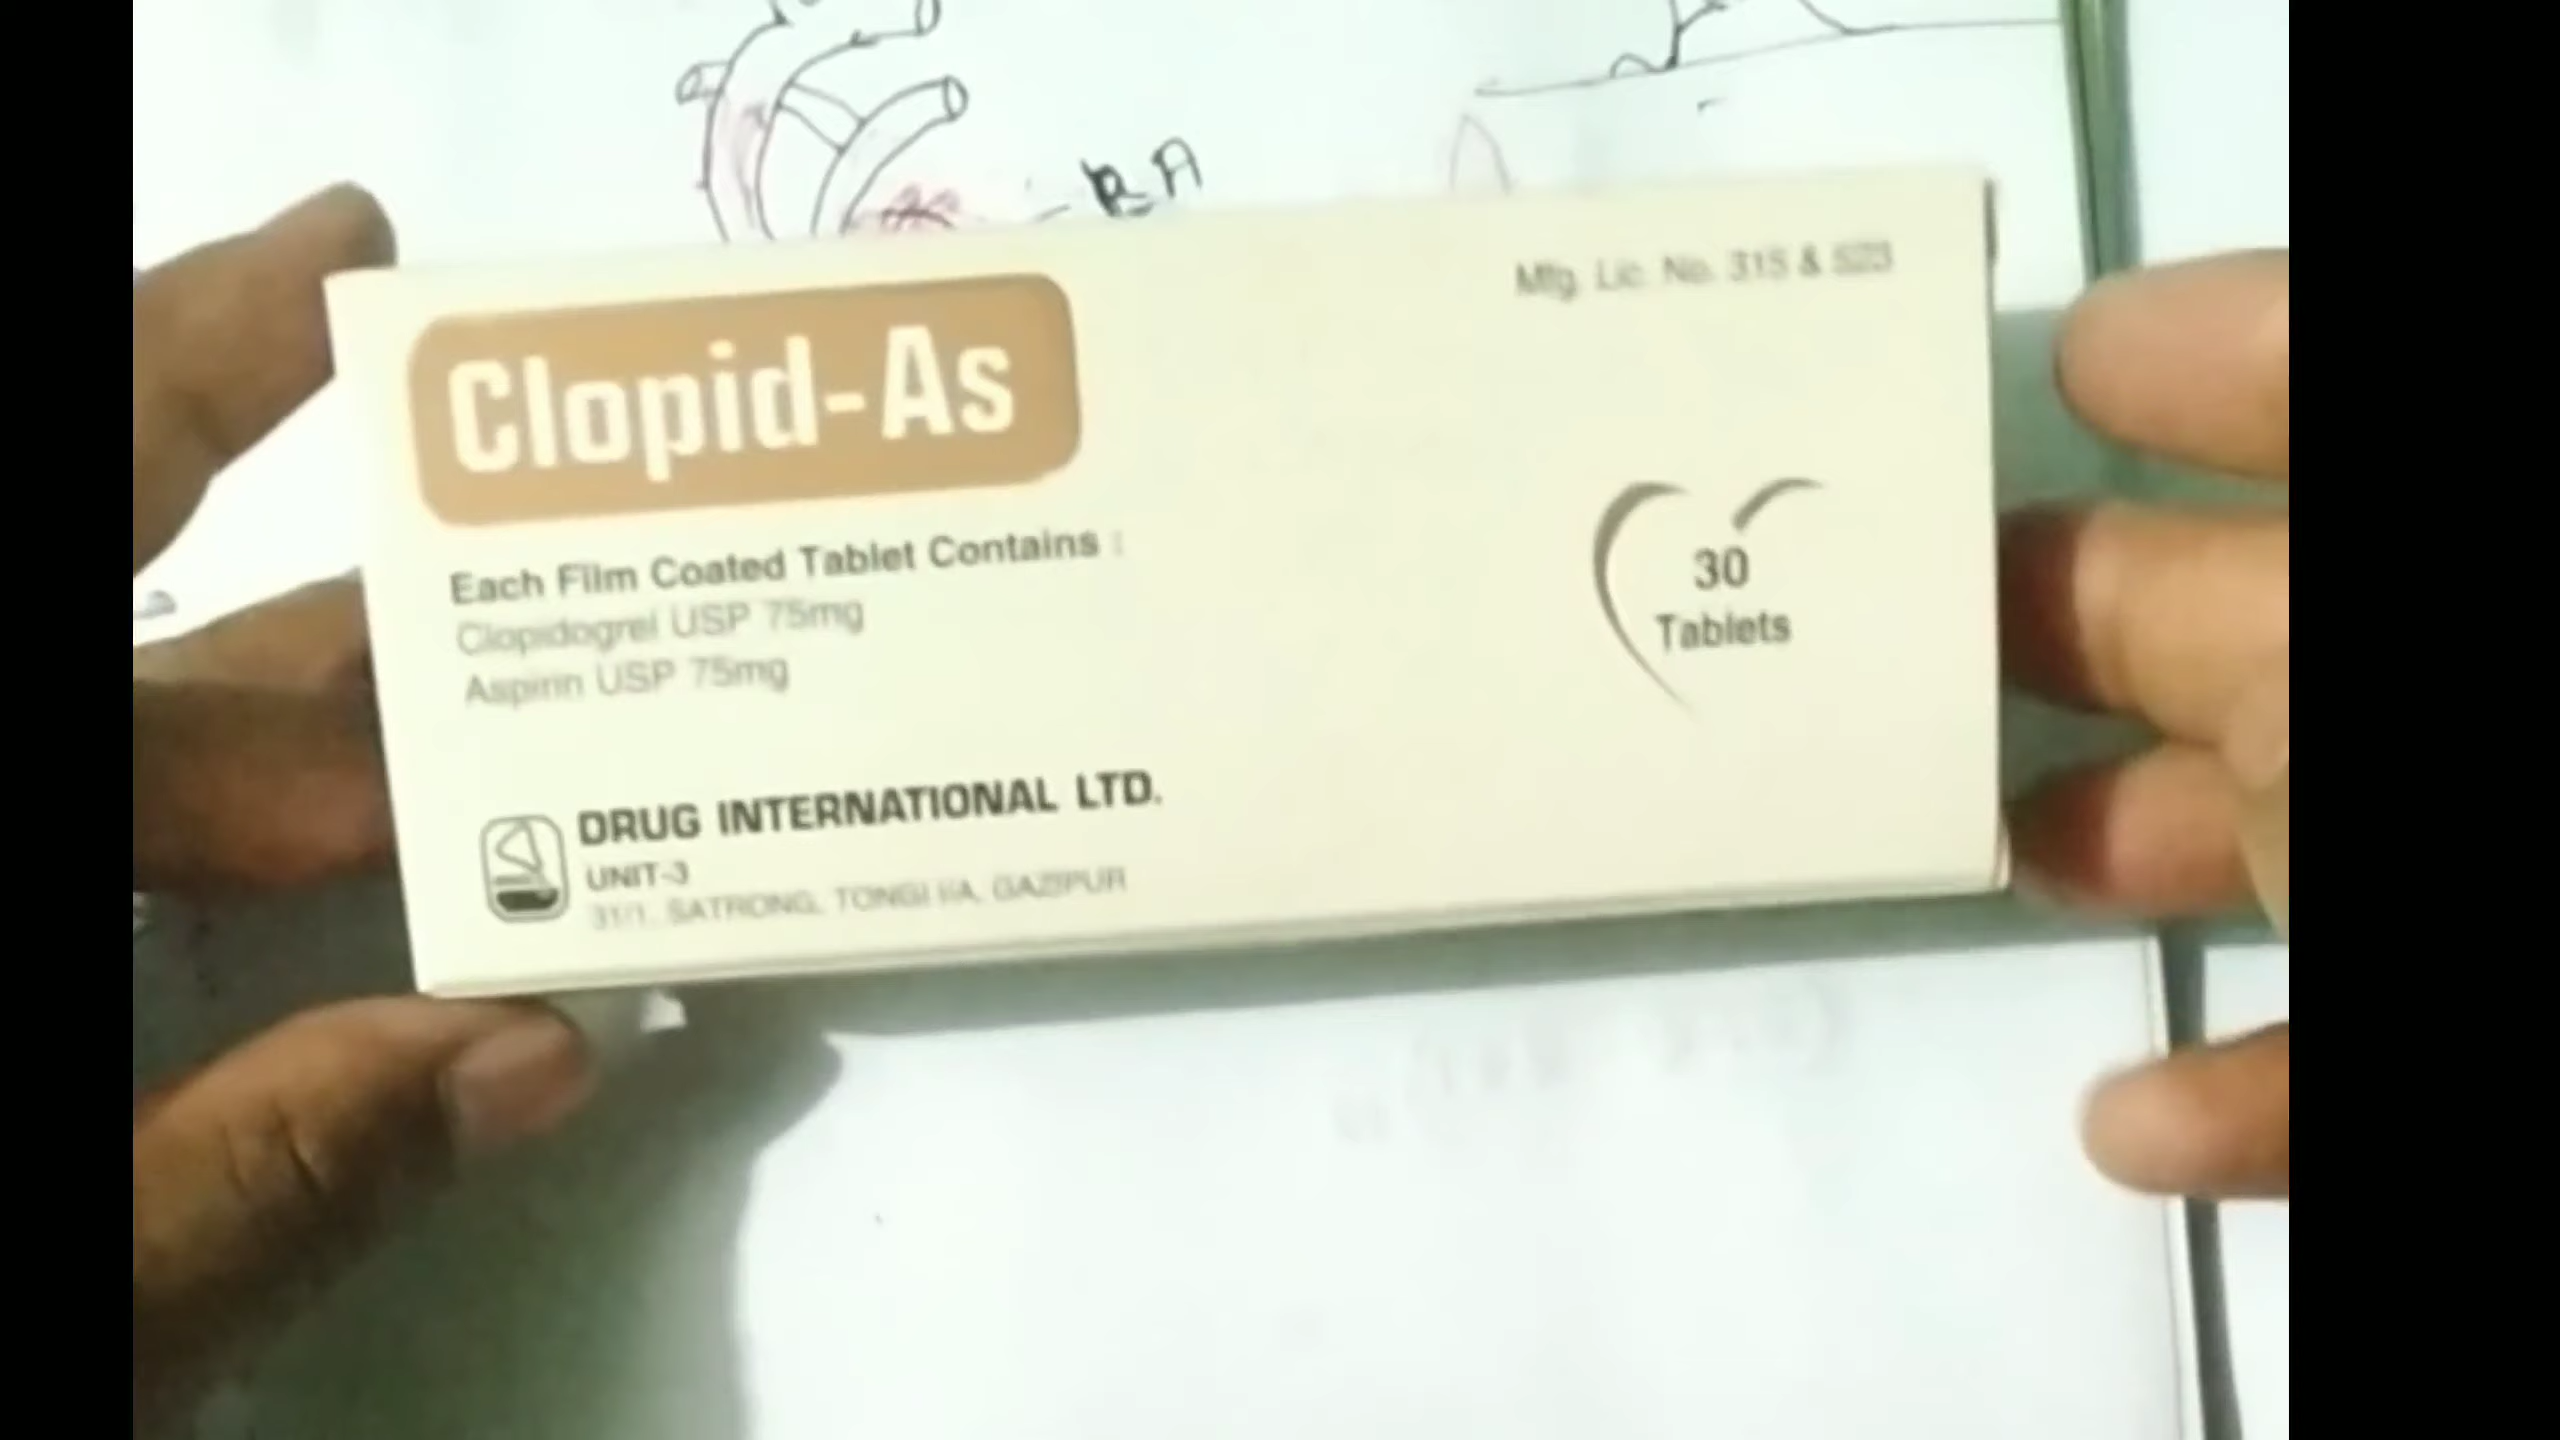 BA
Mfg. Lic. No. 315 & 523
Clopid-As
Each Film Coated Tablet Contains :
Clopidogrel USP 75mg
Aspirin USP 75mg
30
Tablets
DRUG INTERNATIONAL LTD.
UNIT-3
31/1, SATRONG, TONGI I/A, GAZIPUR